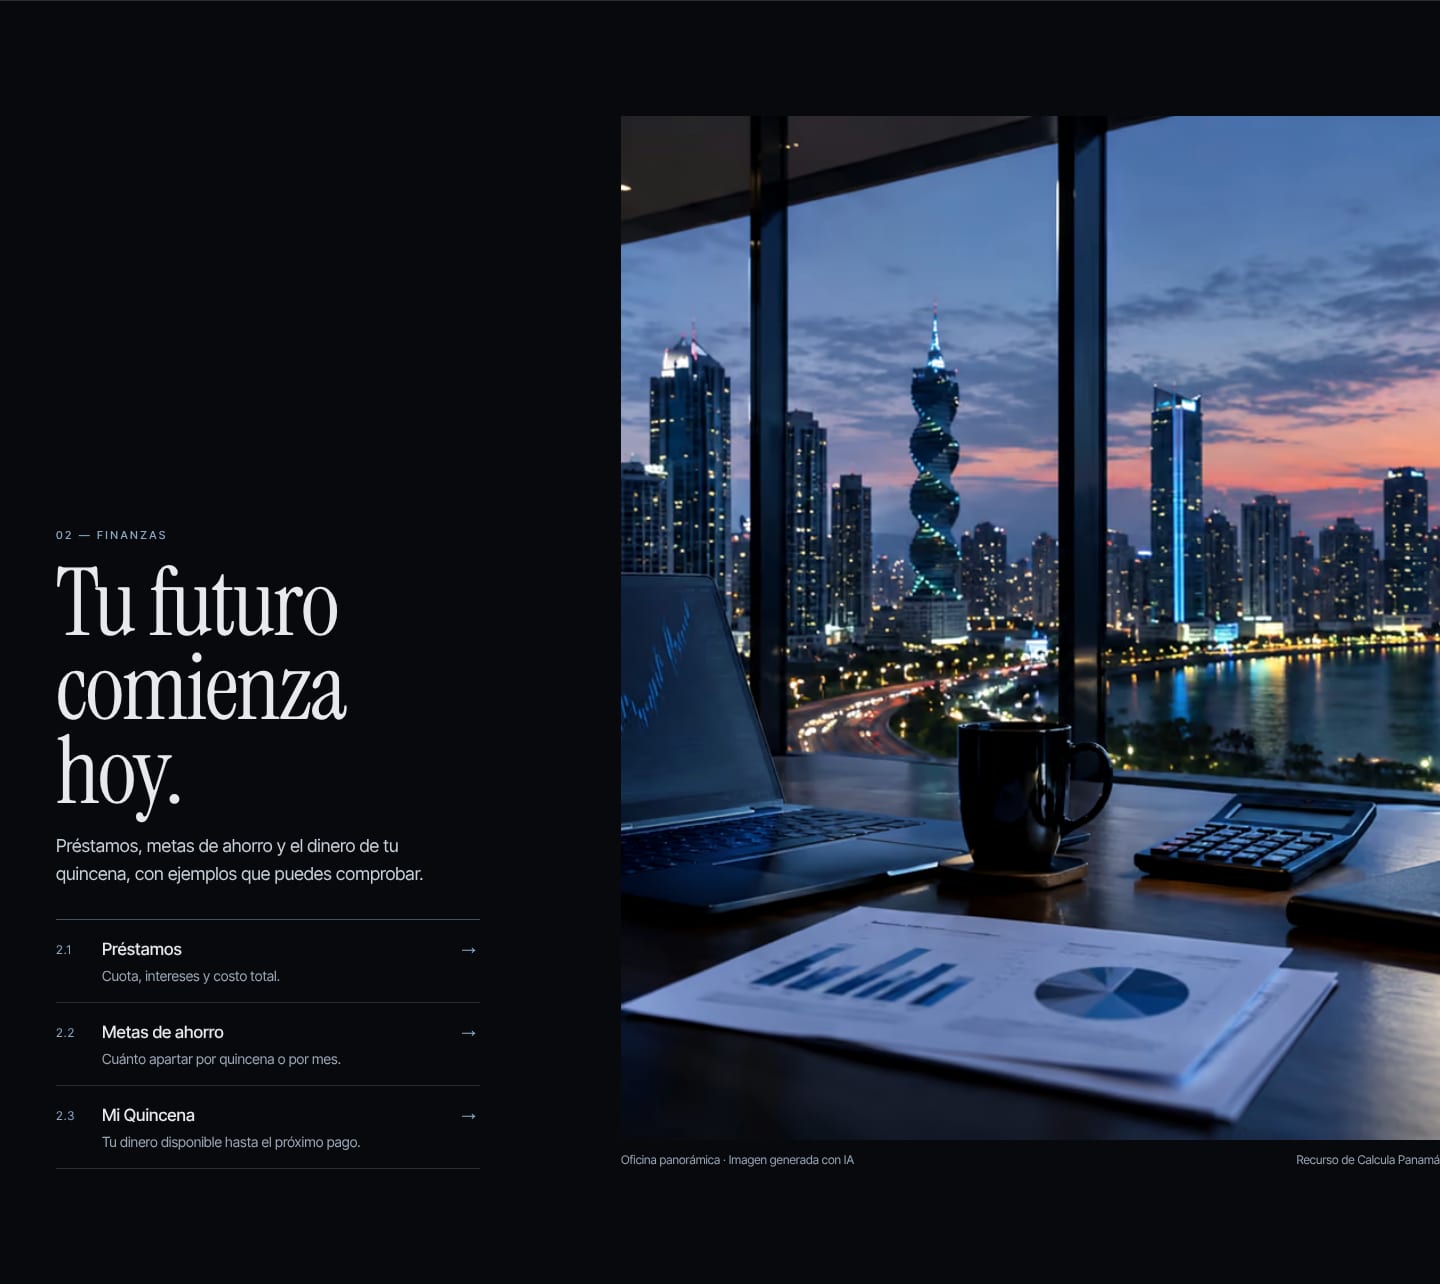 02 — FINANZAS
Tu futuro
comienza
hoy.
Préstamos, metas de ahorro y el dinero de tu
quincena, con ejemplos que puedes comprobar.
2.1 Préstamos →
Cuota, intereses y costo total.
2.2 Metas de ahorro →
Cuánto apartar por quincena o por mes.
2.3 Mi Quincena →
Tu dinero disponible hasta el próximo pago.
Oficina panorámica · Imagen generada con IA
Recurso de Calcula Panamá